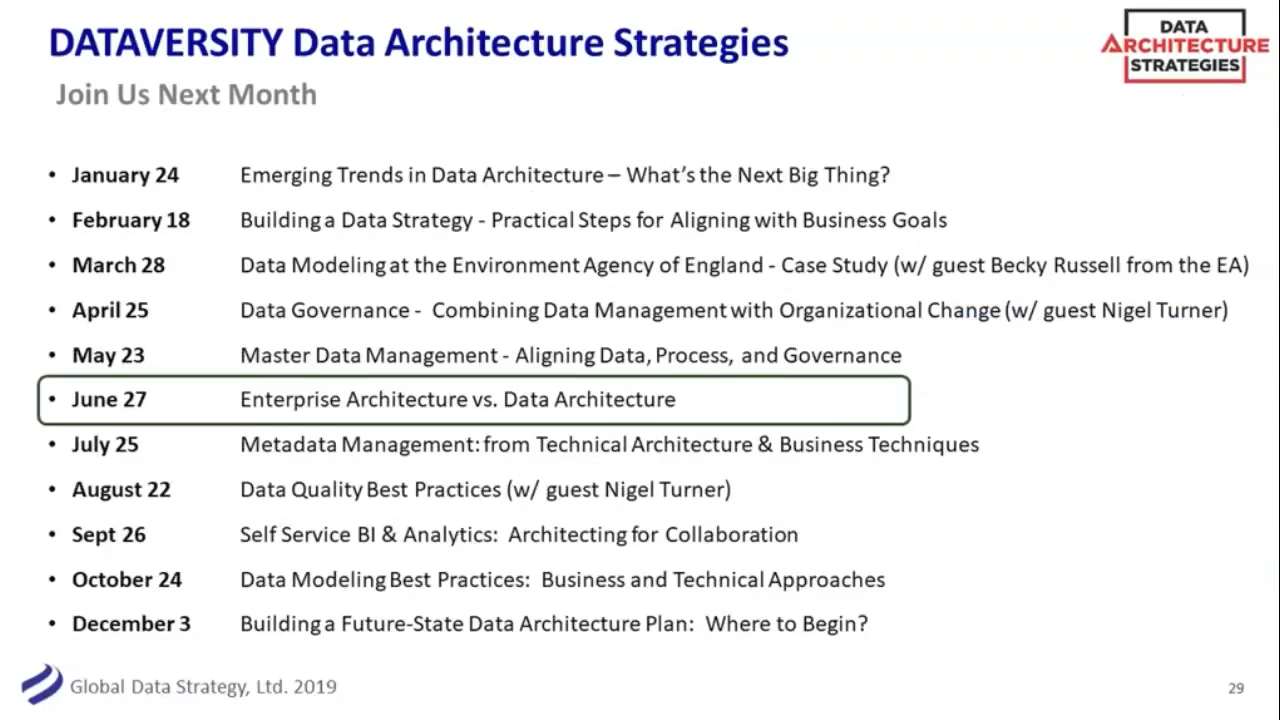 DATAVERSITY Data Architecture Strategies
DATA
ARCHITECTURE
STRATEGIES
Join Us Next Month
• January 24 Emerging Trends in Data Architecture – What's the Next Big Thing?
• February 18 Building a Data Strategy - Practical Steps for Aligning with Business Goals
• March 28 Data Modeling at the Environment Agency of England - Case Study (w/ guest Becky Russell from the EA)
• April 25 Data Governance - Combining Data Management with Organizational Change (w/ guest Nigel Turner)
• May 23 Master Data Management - Aligning Data, Process, and Governance
• June 27 Enterprise Architecture vs. Data Architecture
• July 25 Metadata Management: from Technical Architecture & Business Techniques
• August 22 Data Quality Best Practices (w/ guest Nigel Turner)
• Sept 26 Self Service BI & Analytics: Architecting for Collaboration
• October 24 Data Modeling Best Practices: Business and Technical Approaches
• December 3 Building a Future-State Data Architecture Plan: Where to Begin?
Global Data Strategy, Ltd. 2019
29